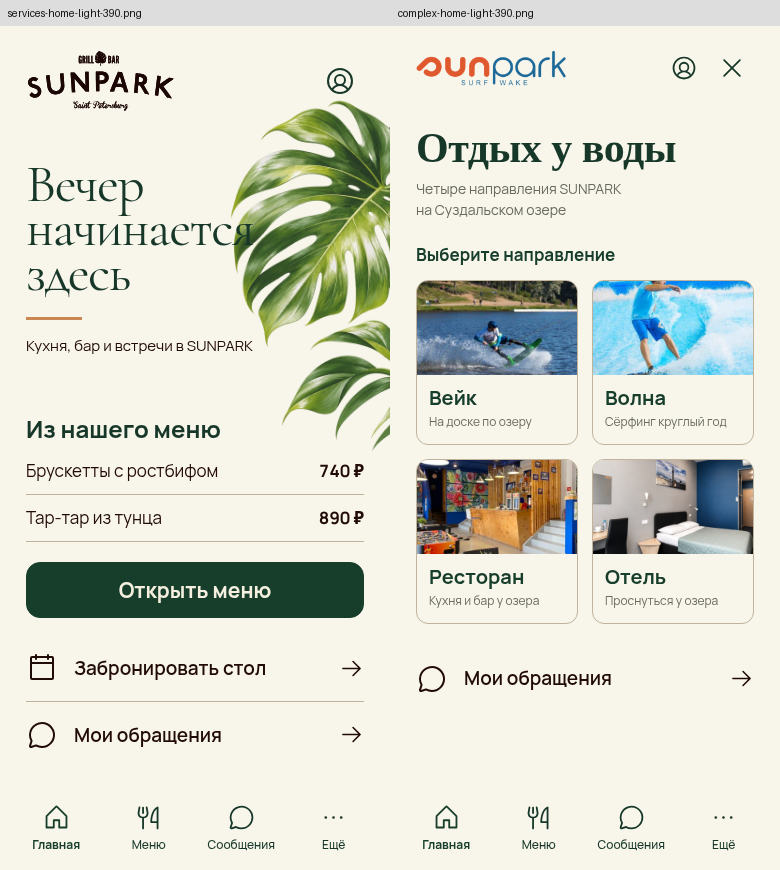 services-home-light-390.png
GRILL BAR
SUNPARK
Saint Petersburg
Вечер
начинается
здесь
Кухня, бар и встречи в SUNPARK
Из нашего меню
Брускетты с ростбифом 740 ₽
Тар-тар из тунца 890 ₽
Открыть меню
Забронировать стол
Мои обращения
Главная Меню Сообщения Ещё
complex-home-light-390.png
sunpark
SURF WAKE
Отдых у воды
Четыре направления SUNPARK
на Суздальском озере
Выберите направление
Вейк
На доске по озеру
Волна
Сёрфинг круглый год
Ресторан
Кухня и бар у озера
Отель
Проснуться у озера
Мои обращения
Главная Меню Сообщения Ещё